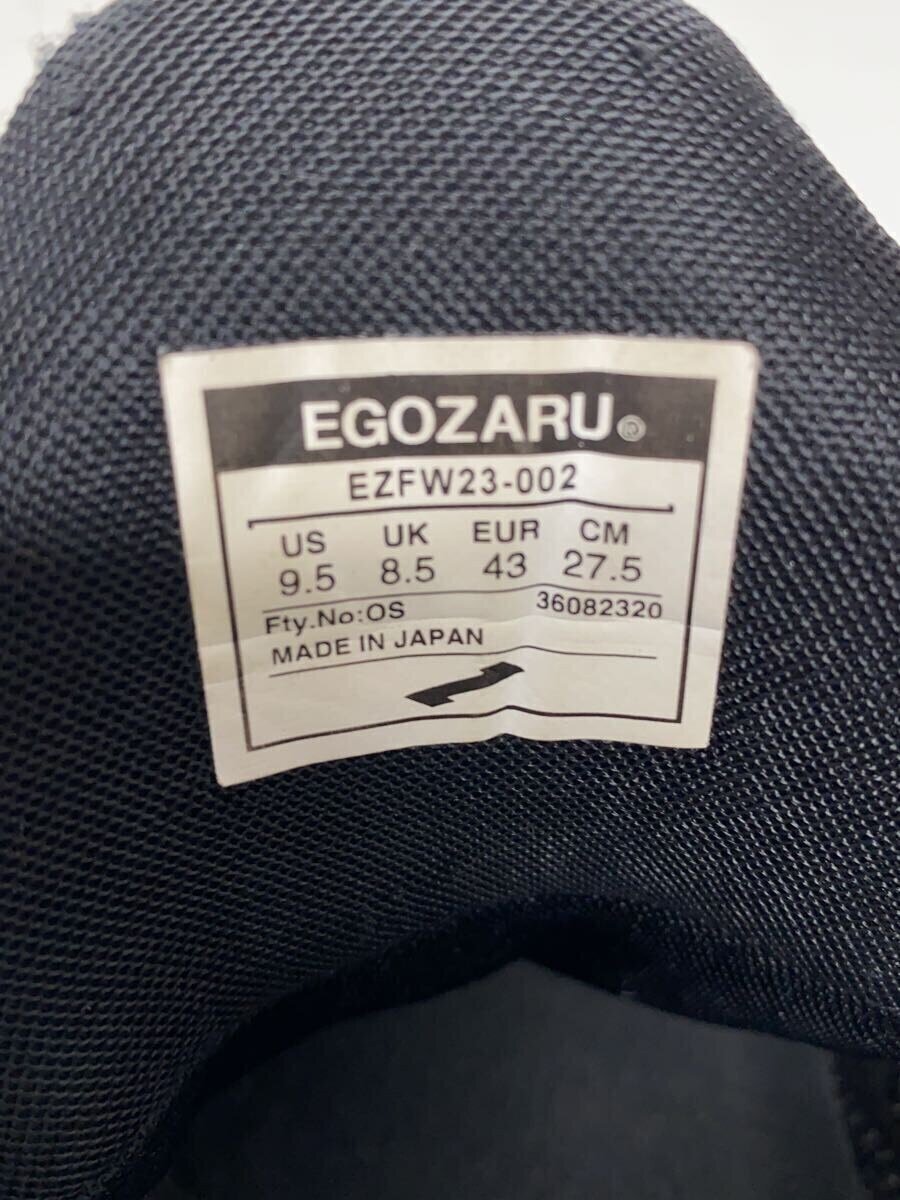 EGOZARU®
EZFW23-002
US UK EUR CM
9.5 8.5 43 27.5
Fty.No:OS 36082320
MADE IN JAPAN